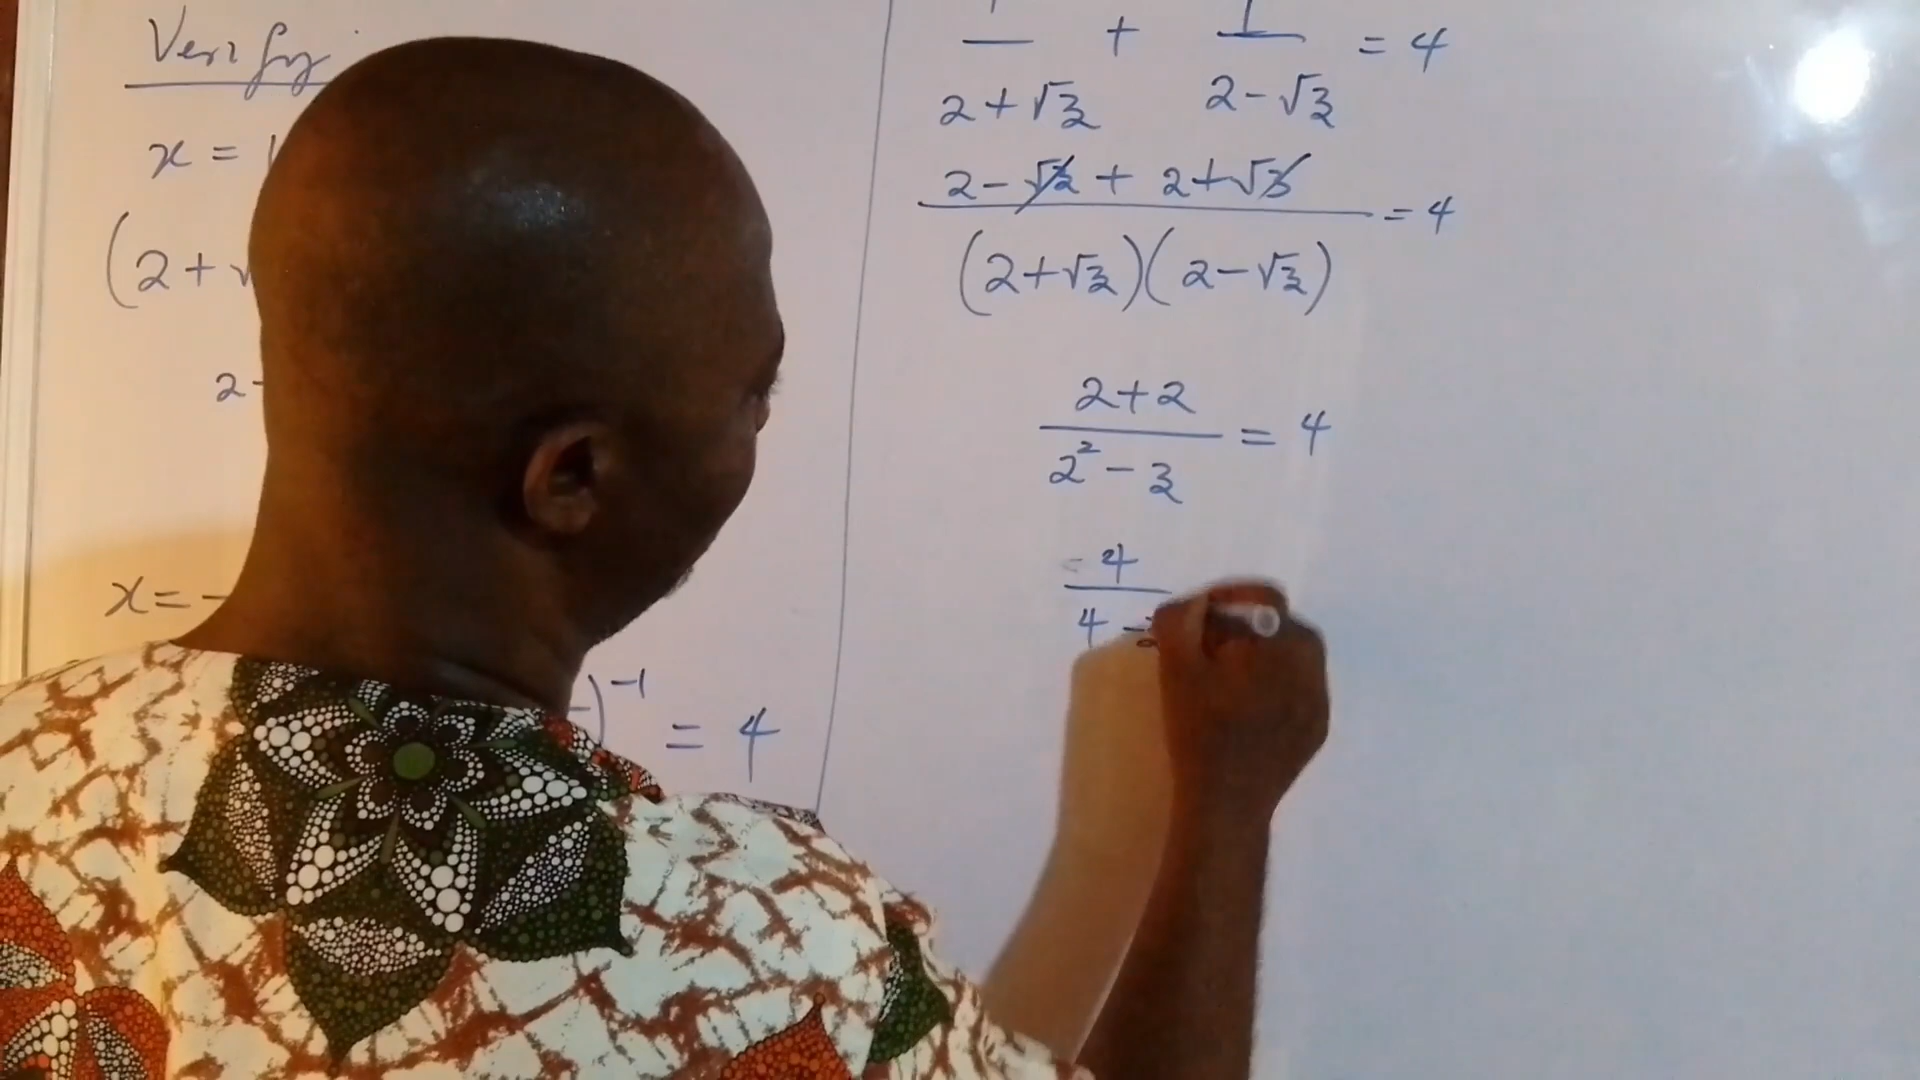 Verify
x = 1
(2 +
2 -
x = -
)⁻¹ = 4
1/(2 + √3) + 1/(2 - √3) = 4
(2 - √3 + 2 + √3)/((2 + √3)(2 - √3)) = 4
(2 + 2)/(2² - 3) = 4
4/(4 - 3